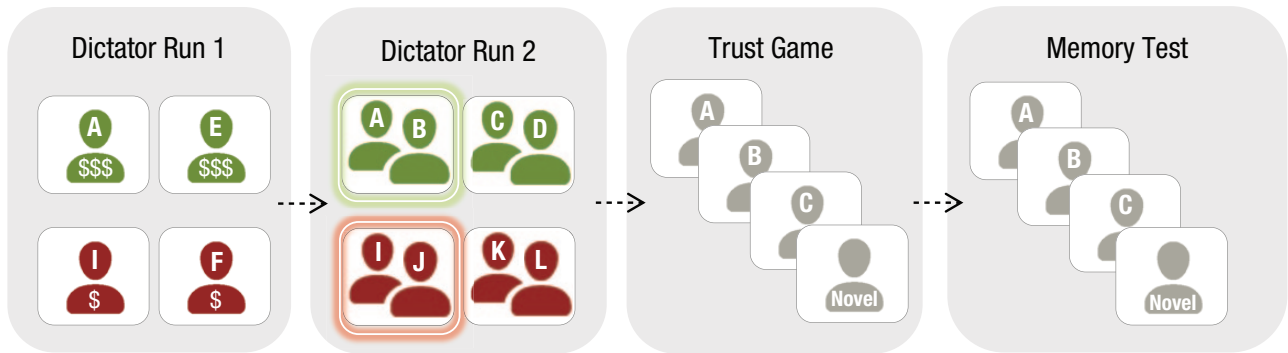 Dictator Run 1
A
$$$
E
$$$
I
$
F
$
Dictator Run 2
A B
C D
I J
K L
Trust Game
A
B
C
Novel
Memory Test
A
B
C
Novel